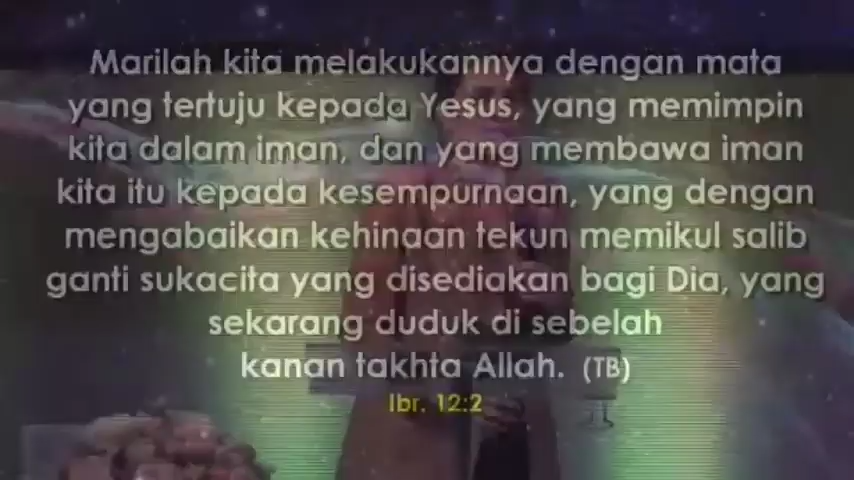 Marilah kita melakukannya dengan mata
yang tertuju kepada Yesus, yang memimpin
kita dalam iman, dan yang membawa iman
kita itu kepada kesempurnaan, yang dengan
mengabaikan kehinaan tekun memikul salib
ganti sukacita yang disediakan bagi Dia, yang
sekarang duduk di sebelah
kanan takhta Allah. (TB)
Ibr. 12:2